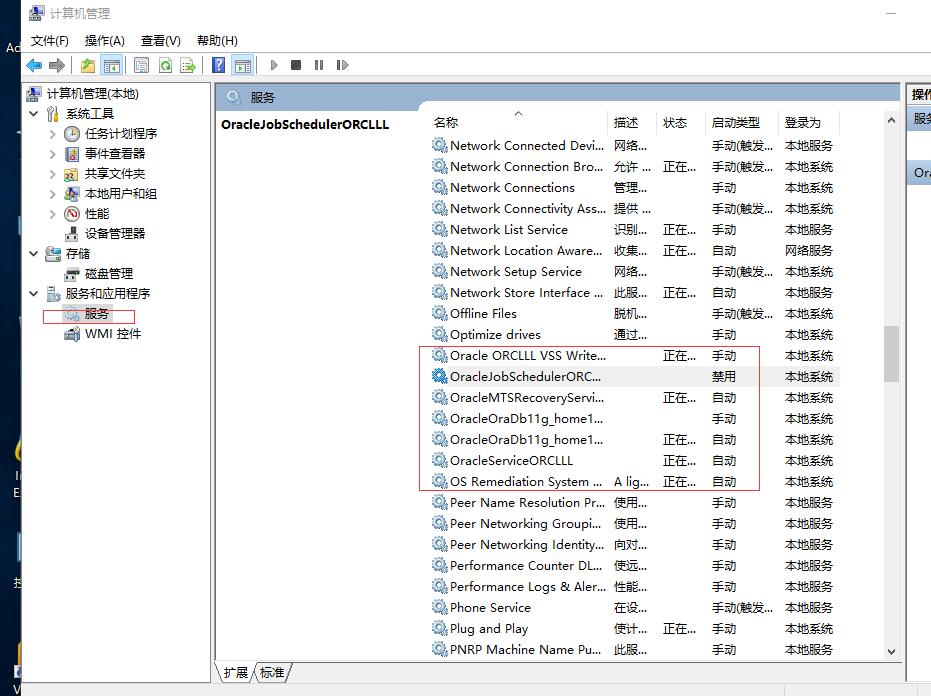 计算机管理
文件(F) 操作(A) 查看(V) 帮助(H)
计算机管理(本地)
系统工具
任务计划程序
事件查看器
共享文件夹
本地用户和组
性能
设备管理器
存储
磁盘管理
服务和应用程序
服务
WMI 控件
服务
OracleJobSchedulerORCLLL
名称 描述 状态 启动类型 登录为
Network Connected Devi... 网络... 手动(触发... 本地服务
Network Connection Bro... 允许 ... 正在... 手动(触发... 本地系统
Network Connections 管理... 手动 本地系统
Network Connectivity Ass... 提供 ... 手动(触发... 本地系统
Network List Service 识别... 正在... 手动 本地服务
Network Location Aware... 收集... 正在... 自动 网络服务
Network Setup Service 网络... 手动(触发... 本地系统
Network Store Interface ... 此服... 正在... 自动 本地服务
Offline Files 脱机... 手动(触发... 本地系统
Optimize drives 通过... 手动 本地系统
Oracle ORCLLL VSS Write... 正在... 手动 本地系统
OracleJobSchedulerORC... 禁用 本地系统
OracleMTSRecoveryServi... 正在... 自动 本地系统
OracleOraDb11g_home1... 手动 本地系统
OracleOraDb11g_home1... 正在... 自动 本地系统
OracleServiceORCLLL 正在... 自动 本地系统
OS Remediation System ... A lig... 正在... 自动 本地系统
Peer Name Resolution Pr... 使用... 手动 本地服务
Peer Networking Groupi... 使用... 手动 本地服务
Peer Networking Identity... 向对... 手动 本地服务
Performance Counter DL... 使远... 手动 本地服务
Performance Logs & Aler... 性能... 手动 本地服务
Phone Service 在设... 手动(触发... 本地服务
Plug and Play 使计... 正在... 手动 本地系统
PNRP Machine Name Pu... 此服... 手动 本地服务
扩展 标准
操作
服务
Ora